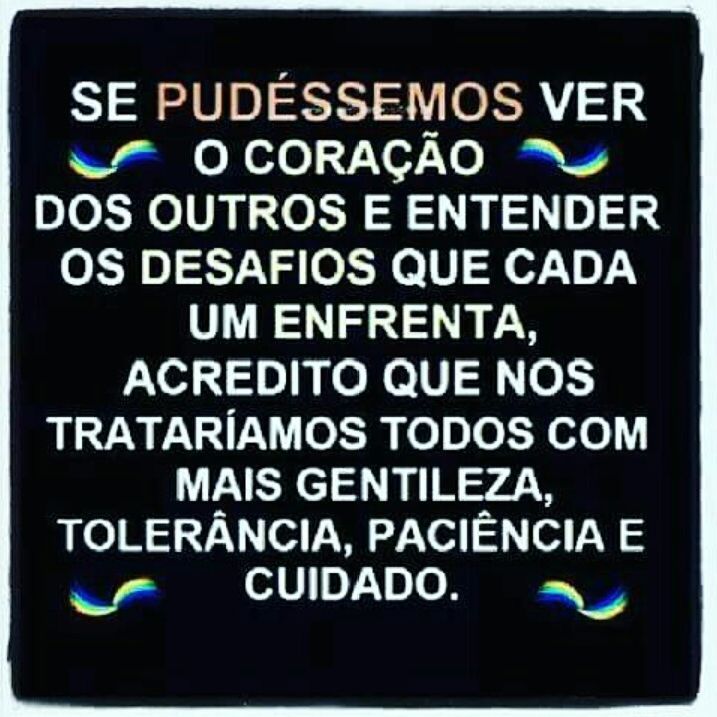 SE PUDÉSSEMOS VER
O CORAÇÃO
DOS OUTROS E ENTENDER
OS DESAFIOS QUE CADA
UM ENFRENTA,
ACREDITO QUE NOS
TRATARÍAMOS TODOS COM
MAIS GENTILEZA,
TOLERÂNCIA, PACIÊNCIA E
CUIDADO.